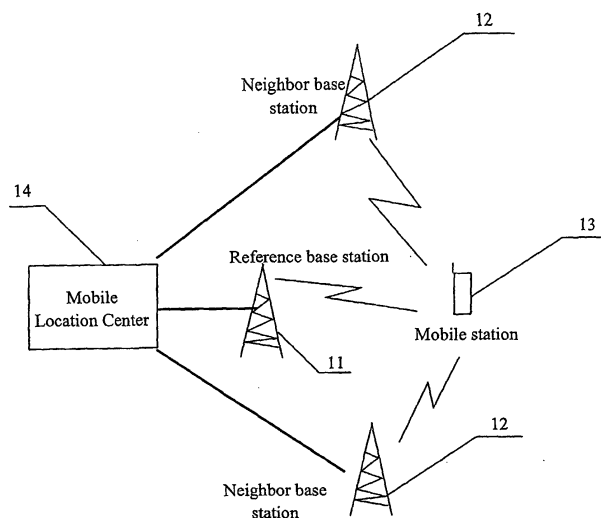 12
Neighbor base
station
14
13
Reference base station
Mobile
Location Center
Mobile station
11
12
Neighbor base
station